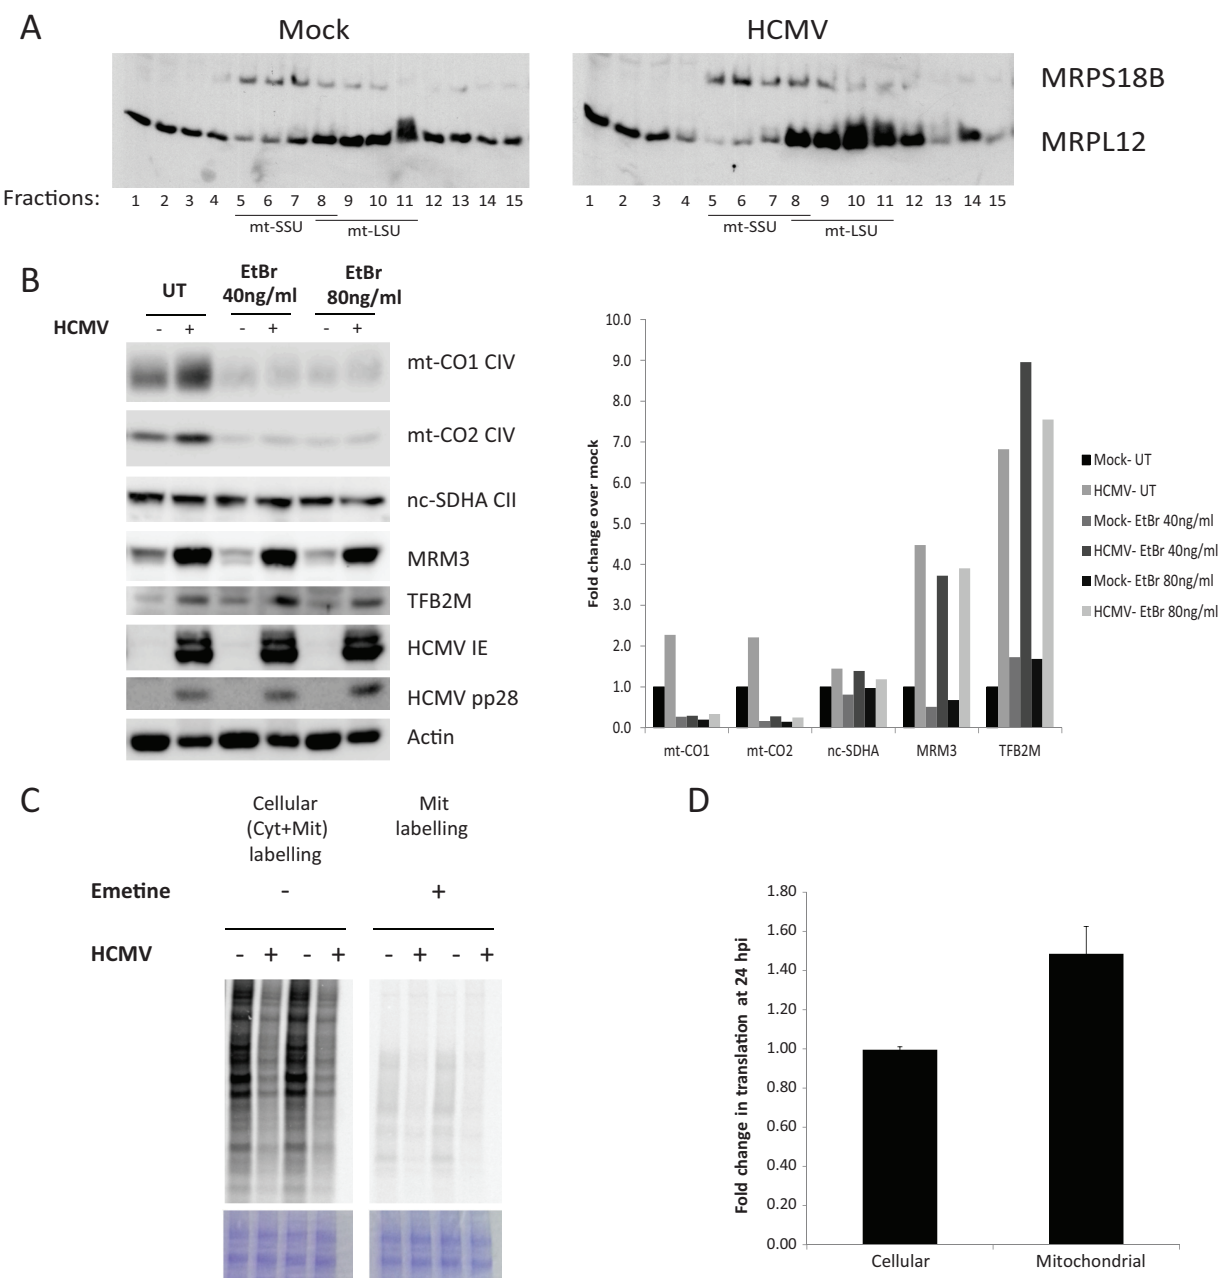 A
Mock
HCMV
MRPS18B
MRPL12
Fractions: 1 2 3 4 5 6 7 8 9 10 11 12 13 14 15
1 2 3 4 5 6 7 8 9 10 11 12 13 14 15
mt-SSU mt-LSU
mt-SSU mt-LSU
B
UT
EtBr
40ng/ml
EtBr
80ng/ml
HCMV - + - + - +
mt-CO1 CIV
mt-CO2 CIV
nc-SDHA CII
MRM3
TFB2M
HCMV IE
HCMV pp28
Actin
Fold change over mock
10.0
9.0
8.0
7.0
6.0
5.0
4.0
3.0
2.0
1.0
0.0
mt-CO1 mt-CO2 nc-SDHA MRM3 TFB2M
Mock- UT
HCMV- UT
Mock- EtBr 40ng/ml
HCMV- EtBr 40ng/ml
Mock- EtBr 80ng/ml
HCMV- EtBr 80ng/ml
C
Cellular
(Cyt+Mit)
labelling
Mit
labelling
Emetine - +
HCMV - + - + - + - +
D
Fold change in translation at 24 hpi
1.80
1.60
1.40
1.20
1.00
0.80
0.60
0.40
0.20
0.00
Cellular Mitochondrial